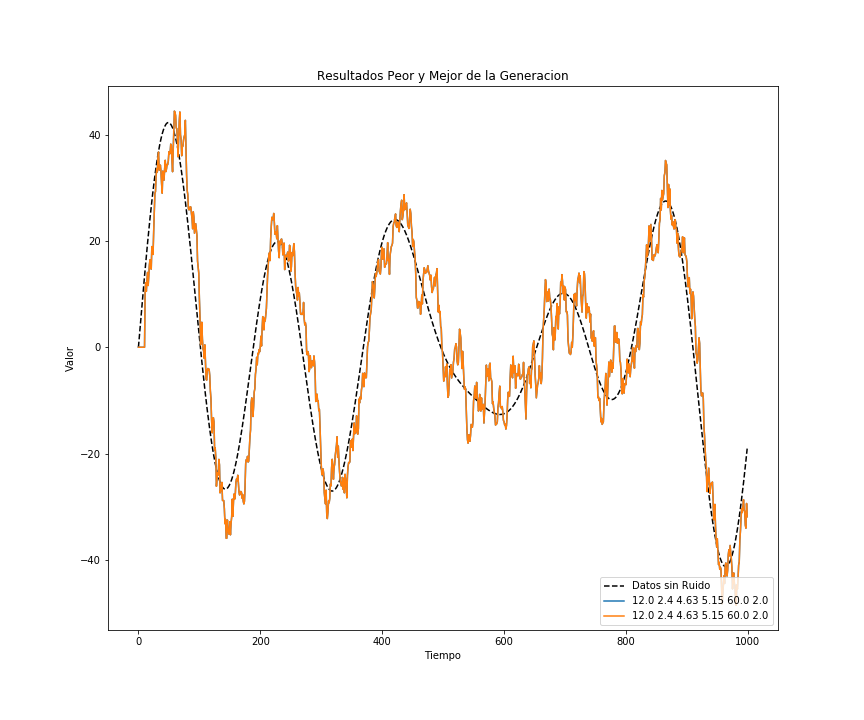 Resultados Peor y Mejor de la Generacion
40
20
0
−20
−40
Valor
0
200
400
600
800
1000
Tiempo
Datos sin Ruido
12.0 2.4 4.63 5.15 60.0 2.0
12.0 2.4 4.63 5.15 60.0 2.0